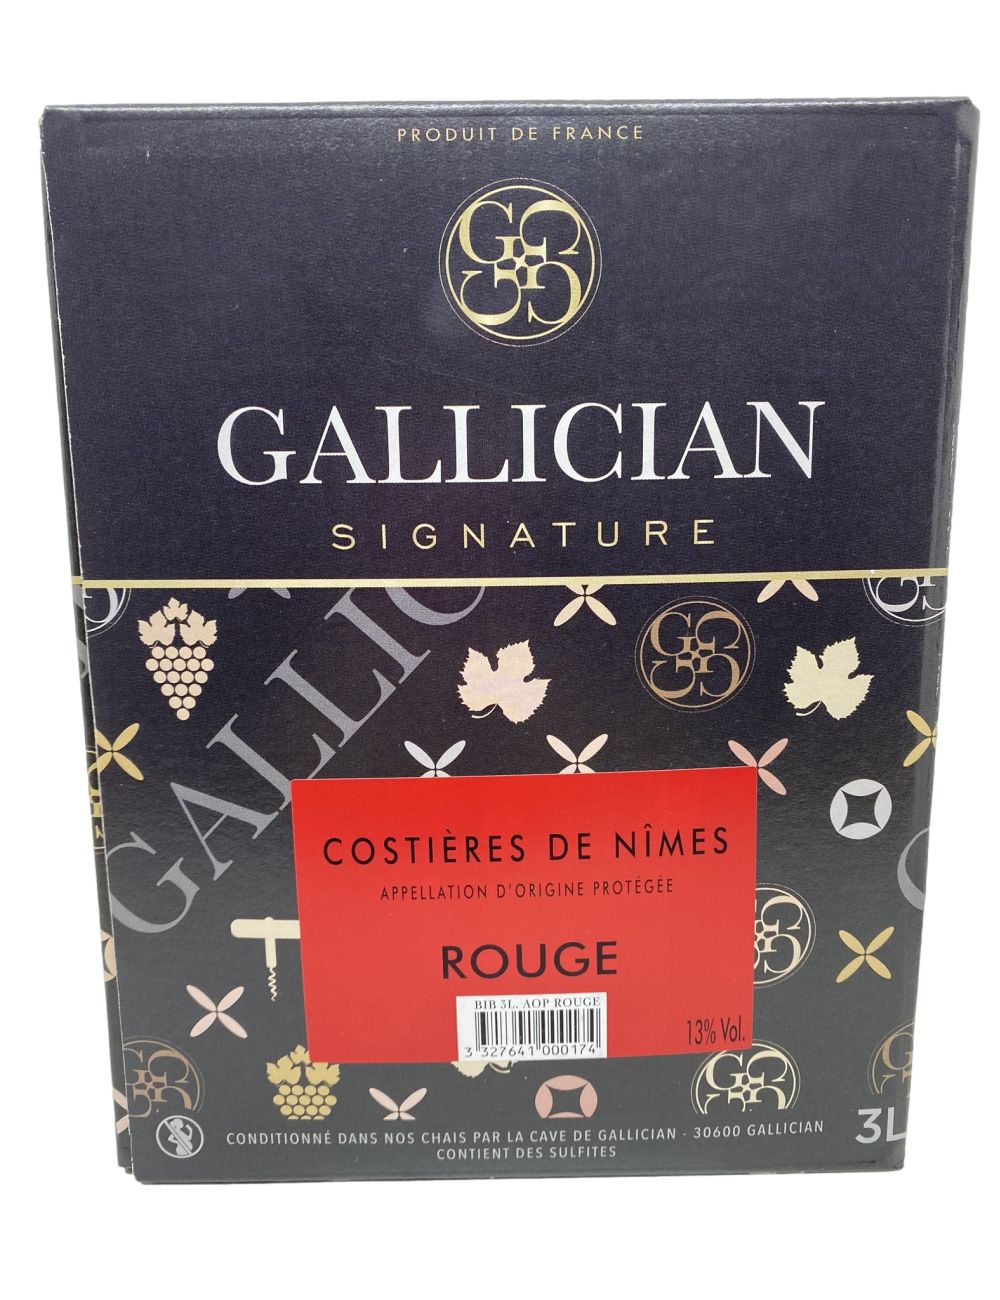 PRODUIT DE FRANCE
GALLICIAN
SIGNATURE
GALLIC
COSTIÈRES DE NÎMES
APPELLATION D'ORIGINE PROTÉGÉE
ROUGE
BIB 3L. AOP ROUGE
3 327641 000174
13% Vol.
CONDITIONNÉ DANS NOS CHAIS PAR LA CAVE DE GALLICIAN - 30600 GALLICIAN
CONTIENT DES SULFITES
3L